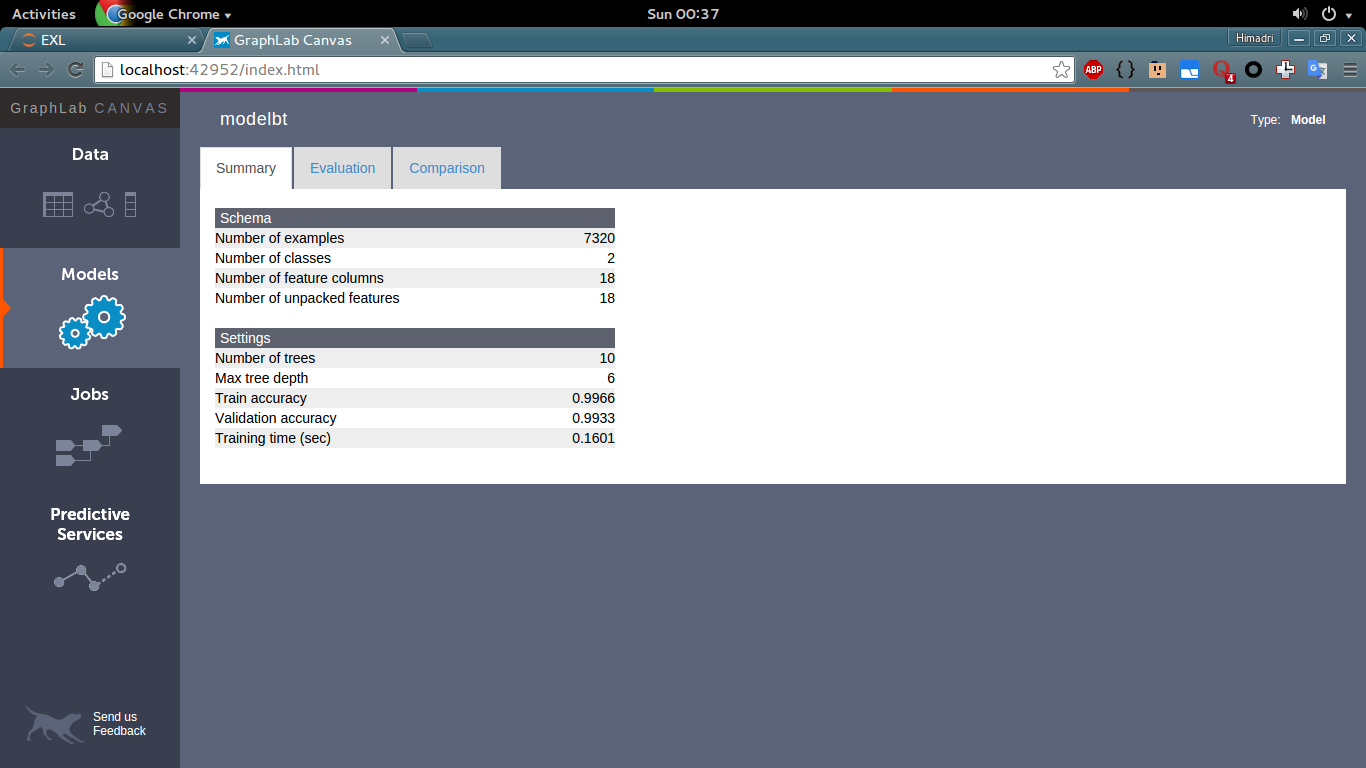 Activities Google Chrome Sun 00:37
EXL GraphLab Canvas Himadri
localhost:42952/index.html ABP {} 4
GraphLab CANVAS
modelbt Type: Model
Data
Summary Evaluation Comparison
Schema
Number of examples 7320
Number of classes 2
Number of feature columns 18
Number of unpacked features 18
Models
Settings
Number of trees 10
Max tree depth 6
Train accuracy 0.9966
Validation accuracy 0.9933
Training time (sec) 0.1601
Jobs
Predictive
Services
Send us
Feedback